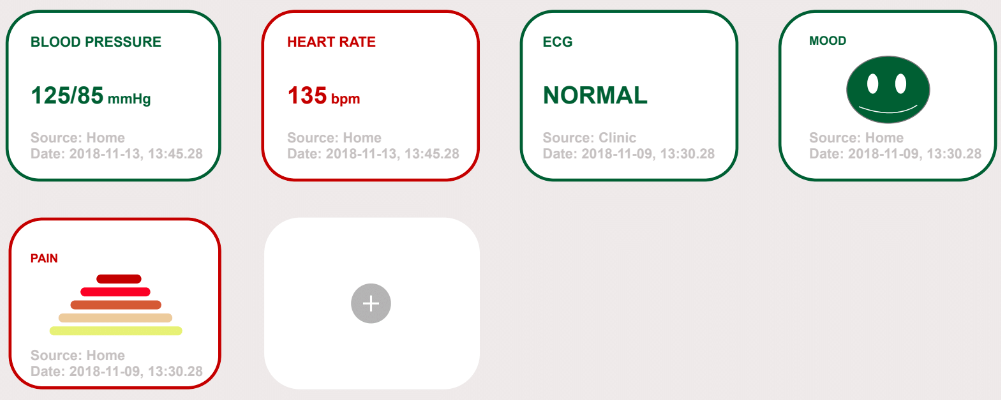 BLOOD PRESSURE
125/85 mmHg
Source: Home
Date: 2018-11-13, 13:45.28
HEART RATE
135 bpm
Source: Home
Date: 2018-11-13, 13:45.28
ECG
NORMAL
Source: Clinic
Date: 2018-11-09, 13:30.28
MOOD
Source: Home
Date: 2018-11-09, 13:30.28
PAIN
Source: Home
Date: 2018-11-09, 13:30.28